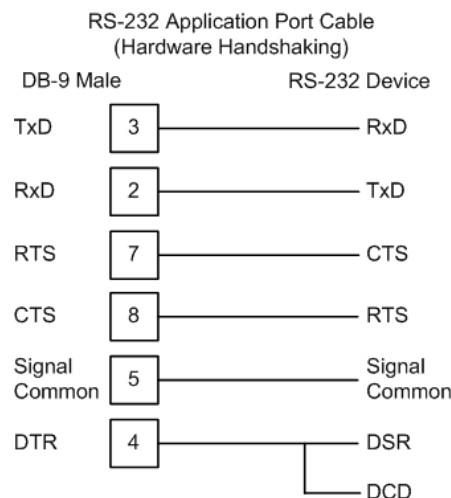 RS-232 Application Port Cable
(Hardware Handshaking)
DB-9 Male RS-232 Device
TxD 3 RxD
RxD 2 TxD
RTS 7 CTS
CTS 8 RTS
Signal Common 5 Signal Common
DTR 4 DSR
DCD